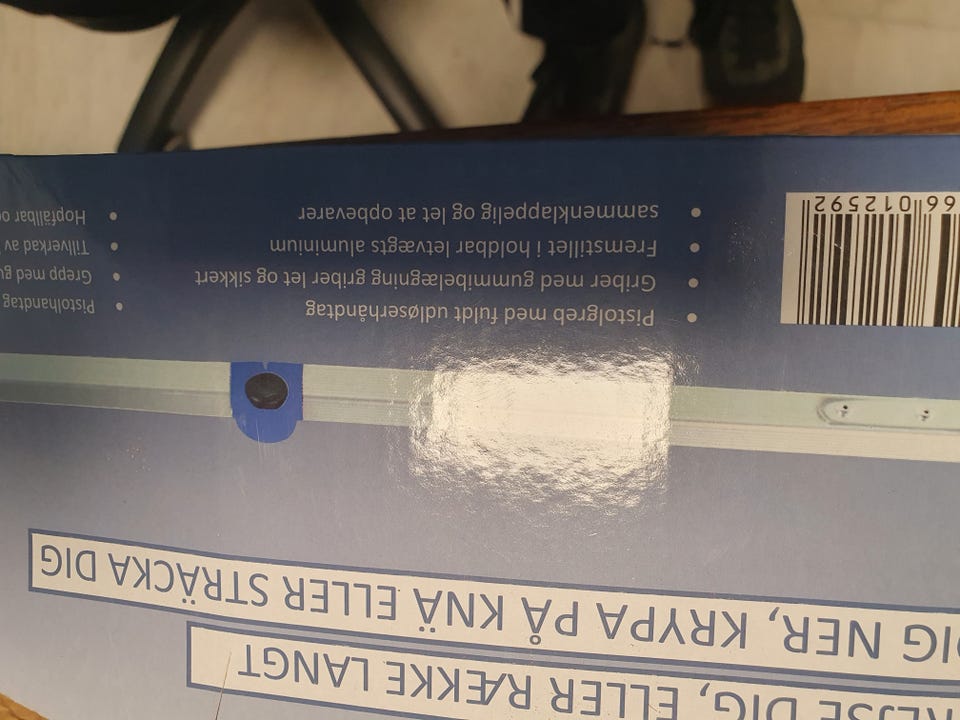 EJSE DIG, ELLER RÆKKE LANGT
DIG NER, KRYPA PÅ KNÄ ELLER STRÄCKA DIG
• Pistolgreb med fuldt udløserhåndtag
• Griber med gummibelægning griber let og sikkert
• Fremstillet i holdbar letvægts aluminium
• sammenklappelig og let at opbevarer
• Pistolhandtag
• Grepp med
• Tillverkad av
• Hopfällbar